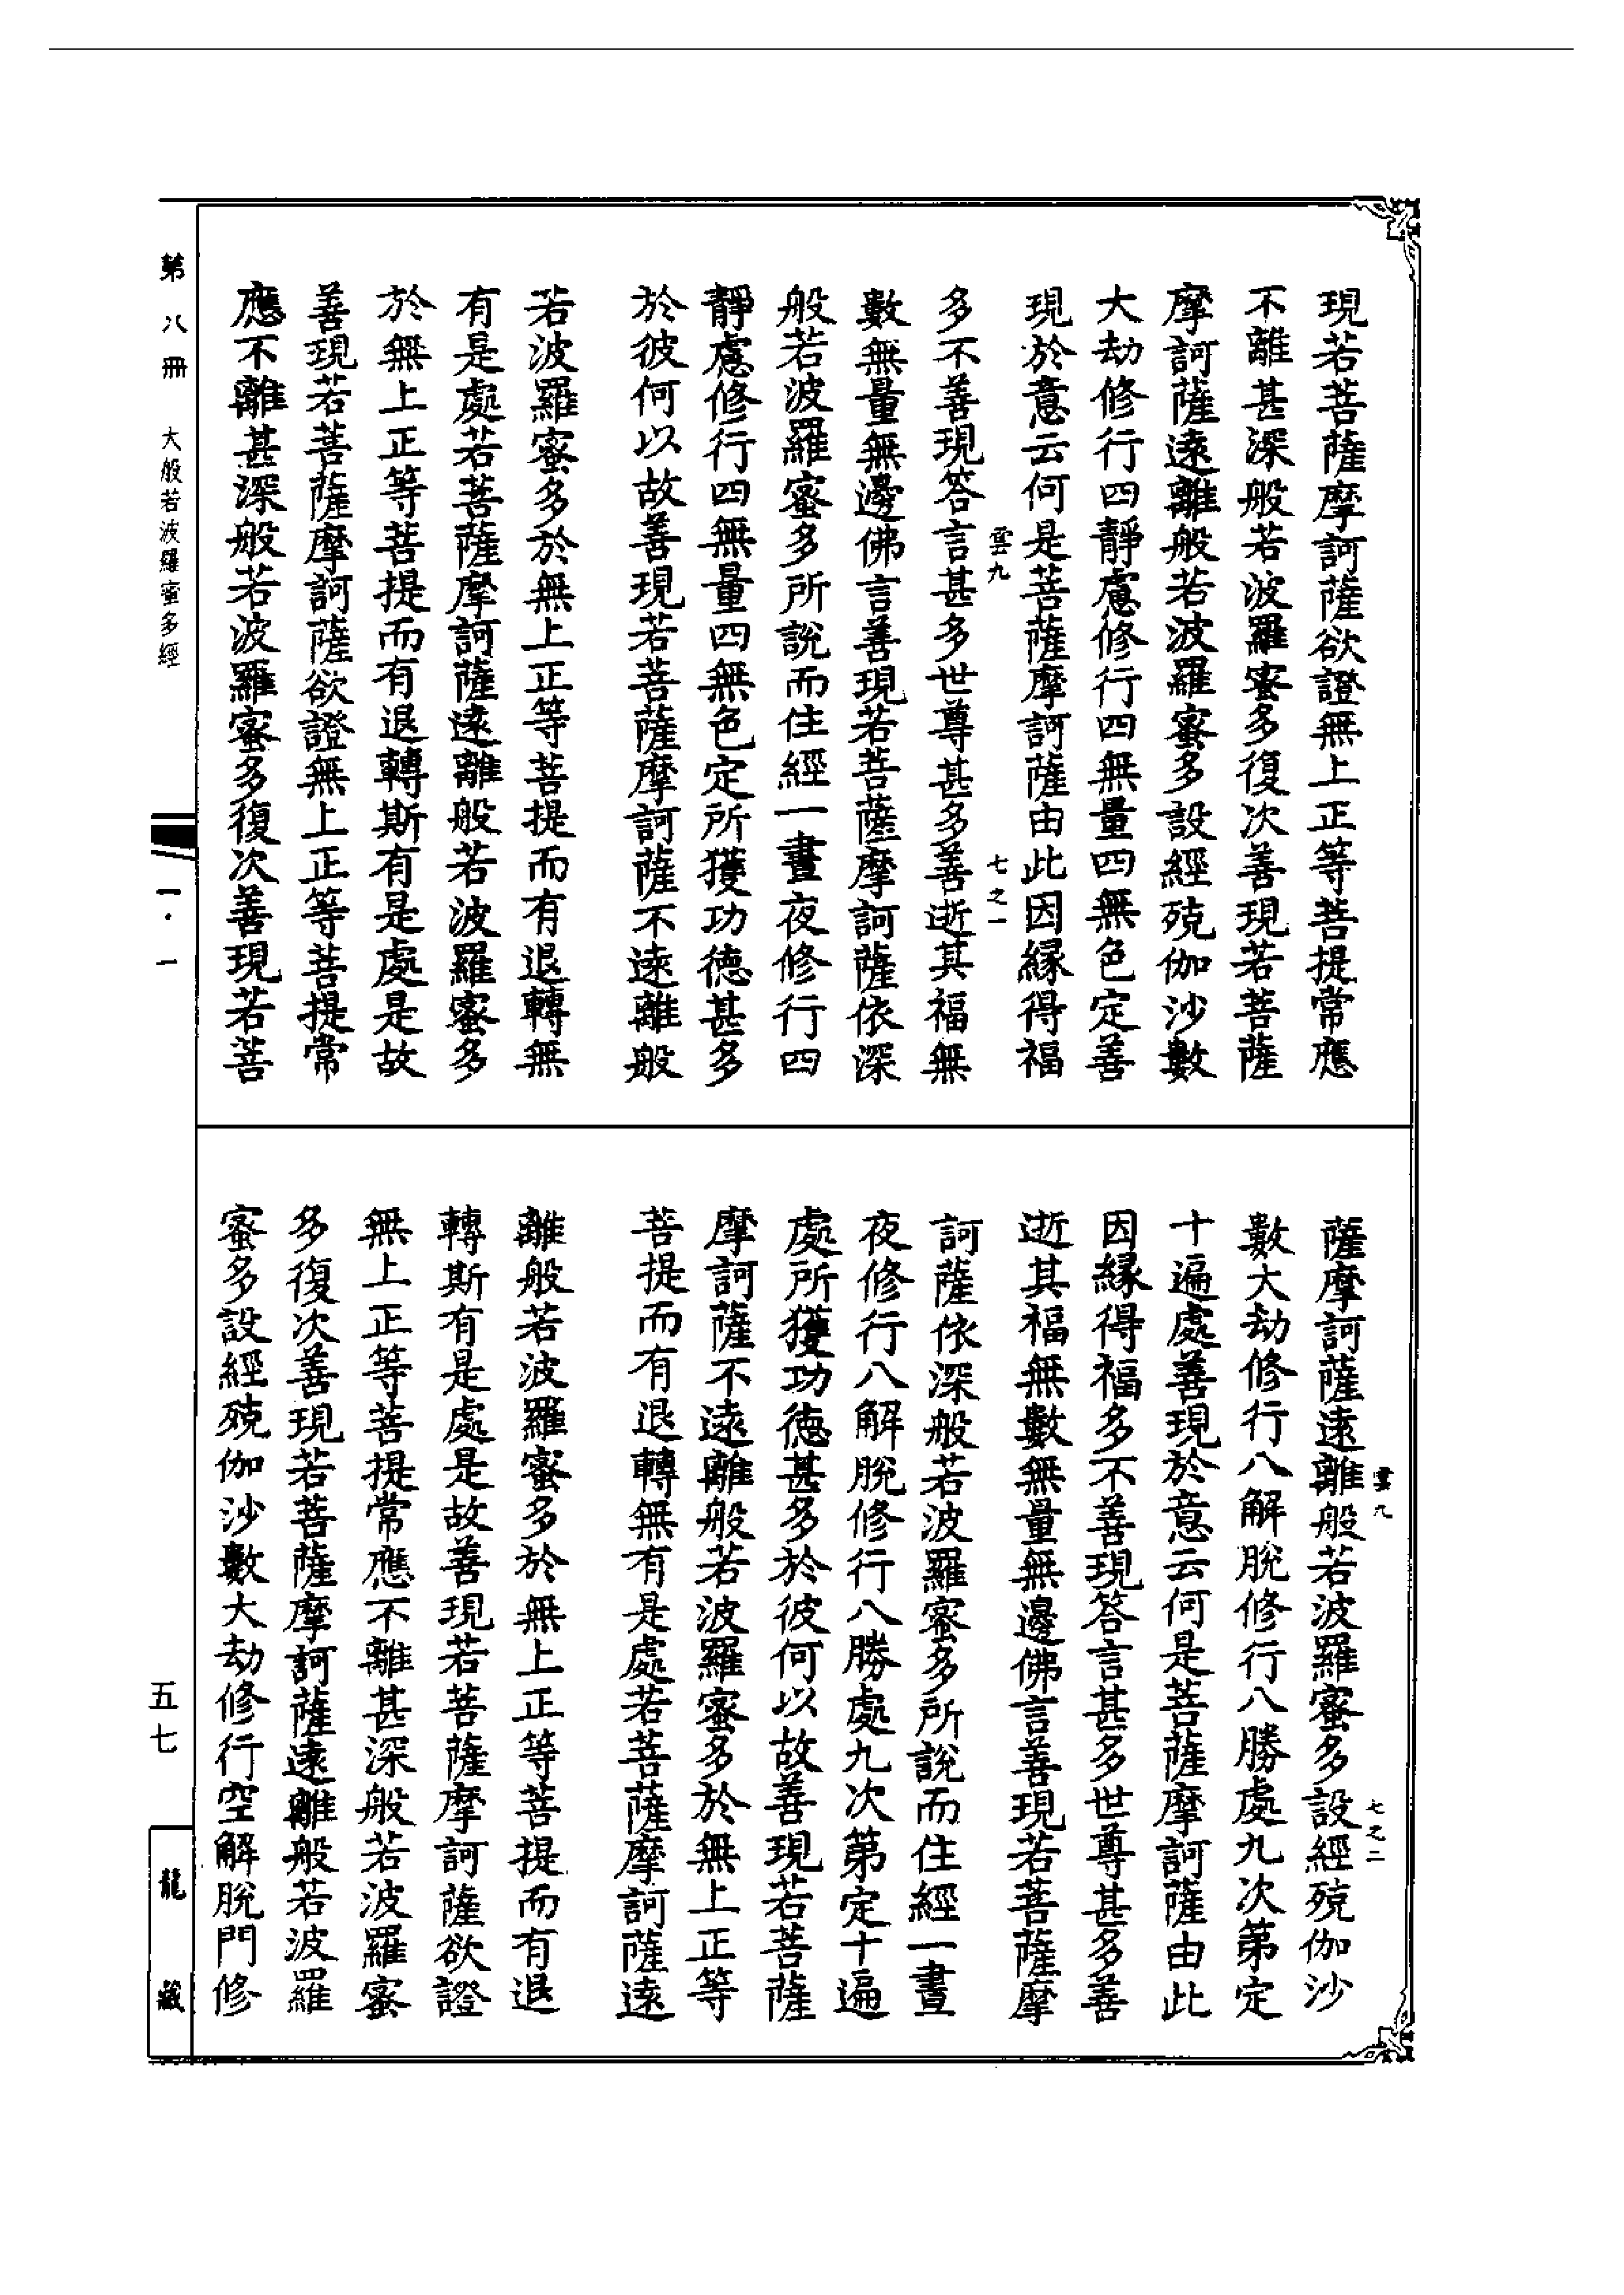 現若菩薩摩訶薩欲證無上正等菩提常應
不離甚深般若波羅蜜多復次善現若菩薩
摩訶薩遠離般若波羅蜜多設經殑伽沙數
大劫修行四靜慮修行四無量四無色定善
現於意云何是菩薩摩訶薩由此因緣得福
雲九
七之一
多不善現答言甚多世尊甚多善逝其福無
數無量無邊佛言善現若菩薩摩訶薩依深
般若波羅蜜多所說而住經一晝夜修行四
靜慮修行四無量四無色定所獲功德甚多
於彼何以故善現若菩薩摩訶薩不遠離般
若波羅蜜多於無上正等菩提而有退轉無
有是處若菩薩摩訶薩遠離般若波羅蜜多
於無上正等菩提而有退轉斯有是處是故
善現若菩薩摩訶薩欲證無上正等菩提常
應不離甚深般若波羅蜜多復次善現若菩
雲九
七之二
薩摩訶薩遠離般若波羅蜜多設經殑伽沙
數大劫修行八解脫修行八勝處九次第定
十遍處善現於意云何是菩薩摩訶薩由此
因緣得福多不善現答言甚多世尊甚多善
逝其福無數無量無邊佛言善現若菩薩摩
訶薩依深般若波羅蜜多所說而住經一晝
夜修行八解脫修行八勝處九次第定十遍
處所獲功德甚多於彼何以故善現若菩薩
摩訶薩不遠離般若波羅蜜多於無上正等
菩提而有退轉無有是處若菩薩摩訶薩遠
離般若波羅蜜多於無上正等菩提而有退
轉斯有是處是故善現若菩薩摩訶薩欲證
無上正等菩提常應不離甚深般若波羅蜜
多復次善現若菩薩摩訶薩遠離般若波羅
蜜多設經殑伽沙數大劫修行空解脫門修
第八冊 大般若波羅蜜多經
一·一
五七
龍藏